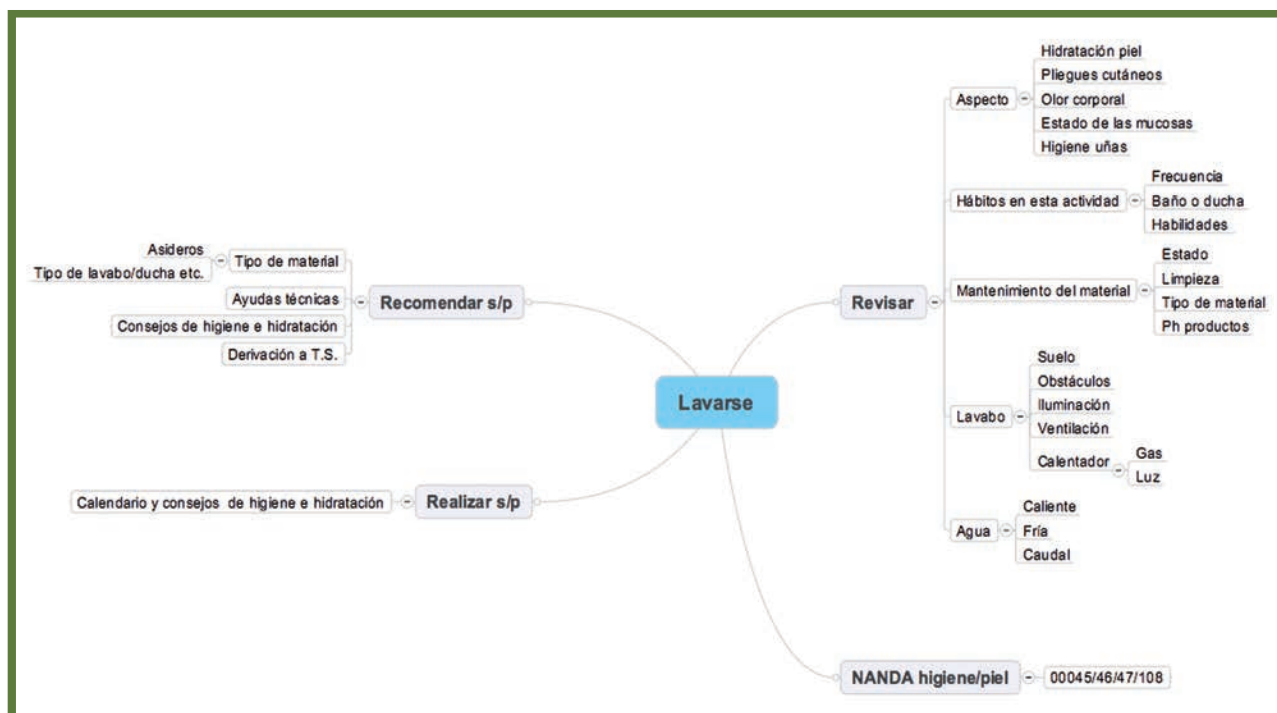 Lavarse
Revisar
Aspecto
Hidratación piel
Pliegues cutáneos
Olor corporal
Estado de las mucosas
Higiene uñas
Hábitos en esta actividad
Frecuencia
Baño o ducha
Habilidades
Mantenimiento del material
Estado
Limpieza
Tipo de material
Ph productos
Lavabo
Suelo
Obstáculos
Iluminación
Ventilación
Calentador
Gas
Luz
Agua
Caliente
Fría
Caudal
NANDA higiene/piel
00045/46/47/108
Recomendar s/p
Tipo de material
Asideros
Tipo de lavabo/ducha etc.
Ayudas técnicas
Consejos de higiene e hidratación
Derivación a T.S.
Realizar s/p
Calendario y consejos de higiene e hidratación